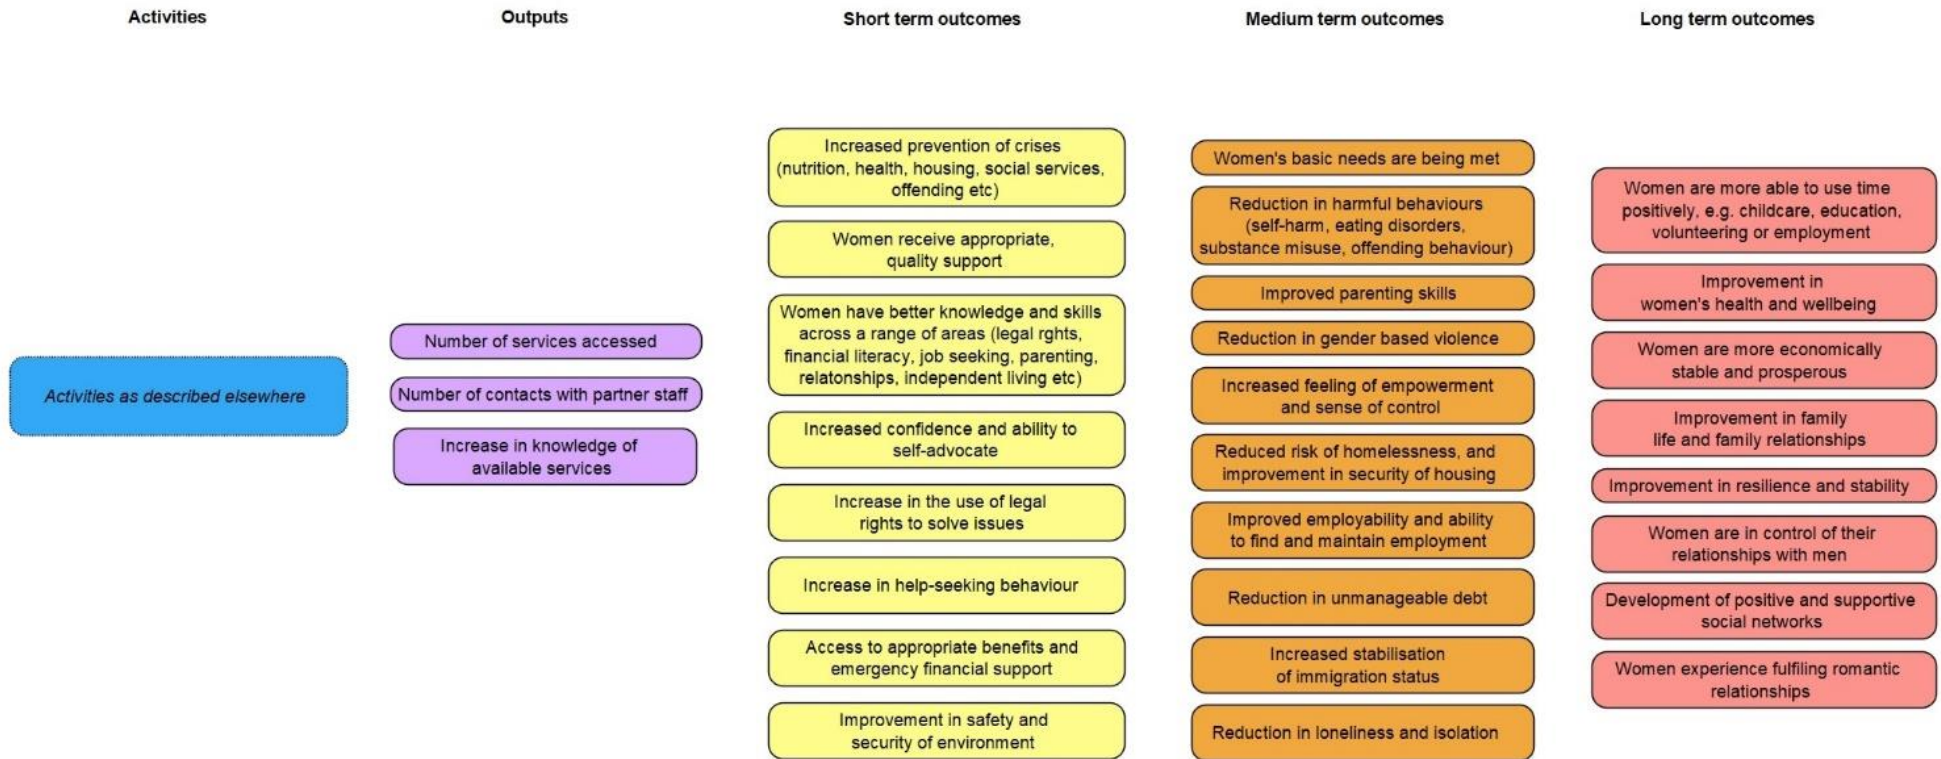 Activities
Outputs
Short term outcomes
Medium term outcomes
Long term outcomes
Activities as described elsewhere
Number of services accessed
Number of contacts with partner staff
Increase in knowledge of
available services
Increased prevention of crises
(nutrition, health, housing, social services,
offending etc)
Women receive appropriate,
quality support
Women have better knowledge and skills
across a range of areas (legal rghts,
financial literacy, job seeking, parenting,
relatonships, independent living etc)
Increased confidence and ability to
self-advocate
Increase in the use of legal
rights to solve issues
Increase in help-seeking behaviour
Access to appropriate benefits and
emergency financial support
Improvement in safety and
security of environment
Women's basic needs are being met
Reduction in harmful behaviours
(self-harm, eating disorders,
substance misuse, offending behaviour)
Improved parenting skills
Reduction in gender based violence
Increased feeling of empowerment
and sense of control
Reduced risk of homelessness, and
improvement in security of housing
Improved employability and ability
to find and maintain employment
Reduction in unmanageable debt
Increased stabilisation
of immigration status
Reduction in loneliness and isolation
Women are more able to use time
positively, e.g. childcare, education,
volunteering or employment
Improvement in
women's health and wellbeing
Women are more economically
stable and prosperous
Improvement in family
life and family relationships
Improvement in resilience and stability
Women are in control of their
relationships with men
Development of positive and supportive
social networks
Women experience fulfiling romantic
relationships